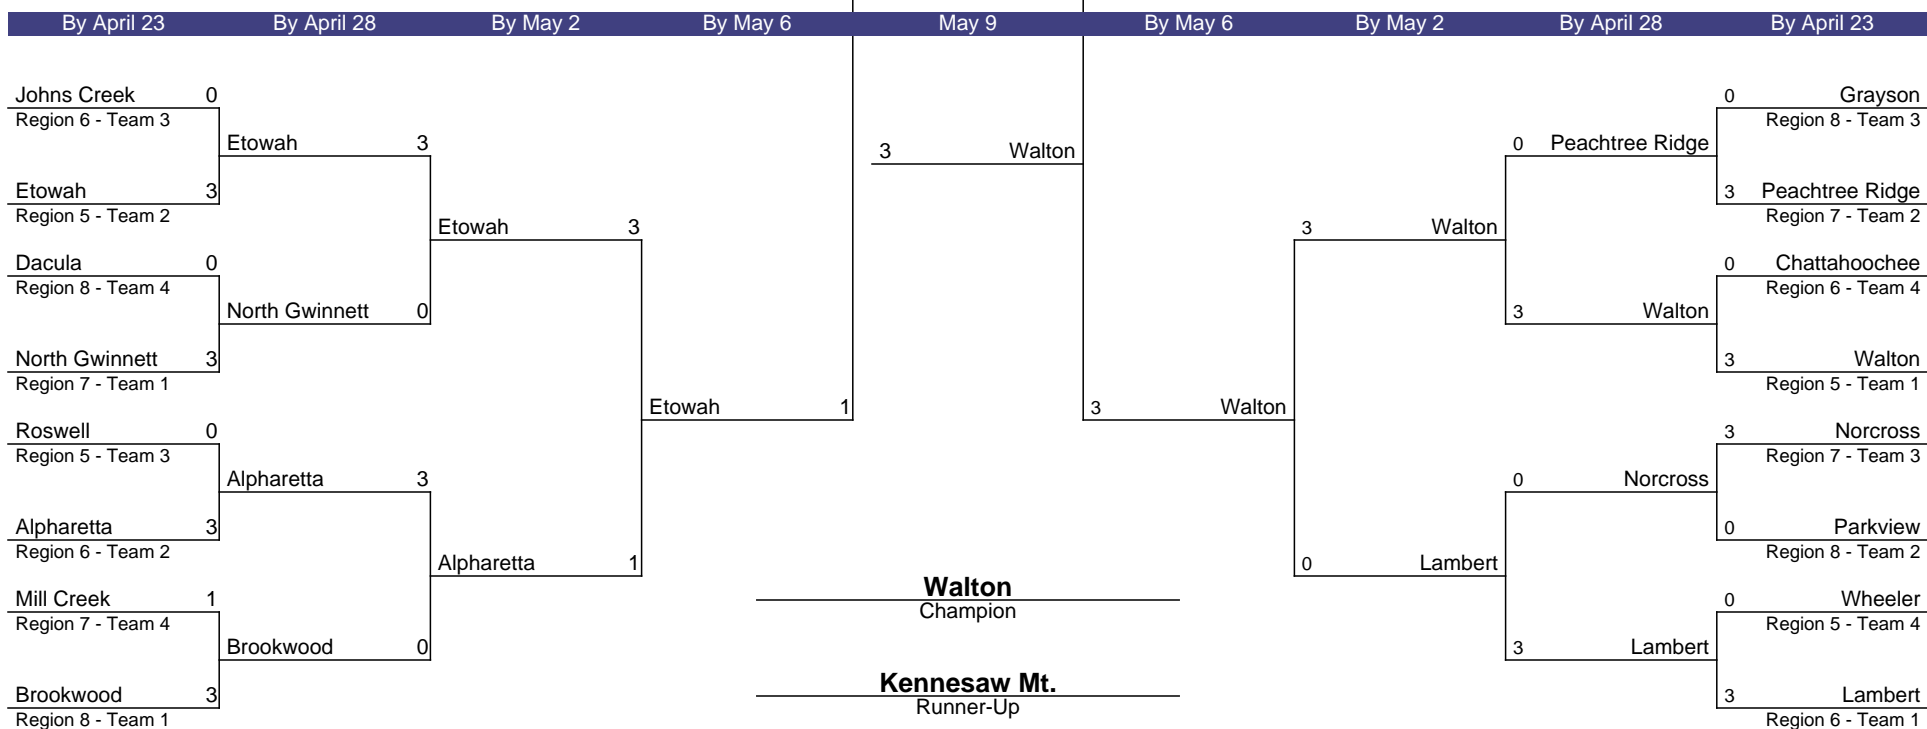 By April 23 By April 28 By May 2 By May 6 May 9 By May 6 By May 2 By April 28 By April 23
Johns Creek 0
Region 6 - Team 3
Etowah 3
Etowah 3
Region 5 - Team 2
Etowah 3
Dacula 0
Region 8 - Team 4
North Gwinnett 0
North Gwinnett 3
Region 7 - Team 1
Etowah 1
Roswell 0
Region 5 - Team 3
Alpharetta 3
Alpharetta 3
Region 6 - Team 2
Alpharetta 1
Mill Creek 1
Region 7 - Team 4
Brookwood 0
Brookwood 3
Region 8 - Team 1
3 Walton
Walton
Champion
Kennesaw Mt.
Runner-Up
0 Grayson
Region 8 - Team 3
0 Peachtree Ridge
3 Peachtree Ridge
Region 7 - Team 2
3 Walton
0 Chattahoochee
Region 6 - Team 4
3 Walton
3 Walton
Region 5 - Team 1
3 Walton
3 Norcross
Region 7 - Team 3
0 Norcross
0 Parkview
Region 8 - Team 2
0 Lambert
0 Wheeler
Region 5 - Team 4
3 Lambert
3 Lambert
Region 6 - Team 1